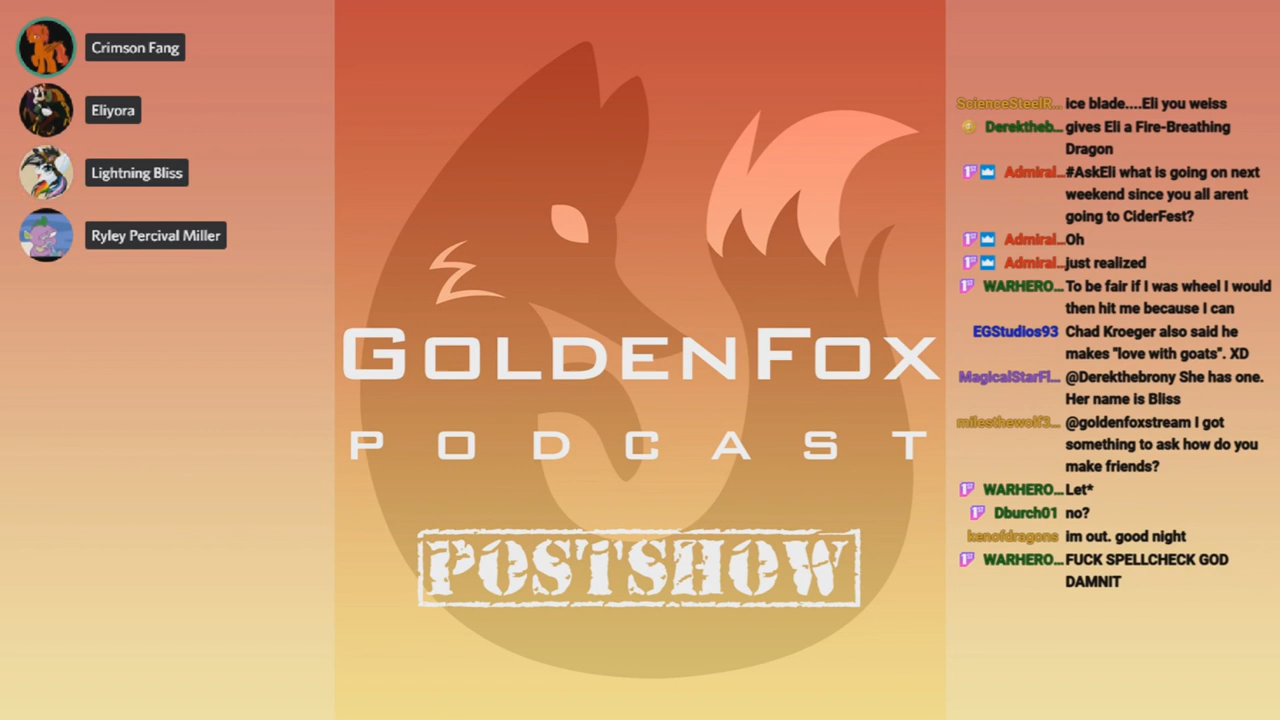 Crimson Fang
Eliyora
Lightning Bliss
Ryley Percival Miller
GoldenFox
PODCAST
POSTSHOW
ScienceSteelR... ice blade....Eli you weiss
Derektheb... gives Eli a Fire-Breathing
Dragon
Admiral... #AskEli what is going on next
weekend since you all arent
going to CiderFest?
Admiral... Oh
Admiral... just realized
WARHERO... To be fair if I was wheel I would
then hit me because I can
EGStudios93 Chad Kroeger also said he
makes "love with goats". XD
MagicalStarFl... @Derekthebrony She has one.
Her name is Bliss
milesthewolf3... @goldenfoxstream I got
something to ask how do you
make friends?
WARHERO... Let*
Dburch01 no?
kenofdragons im out. good night
WARHERO... FUCK SPELLCHECK GOD
DAMNIT